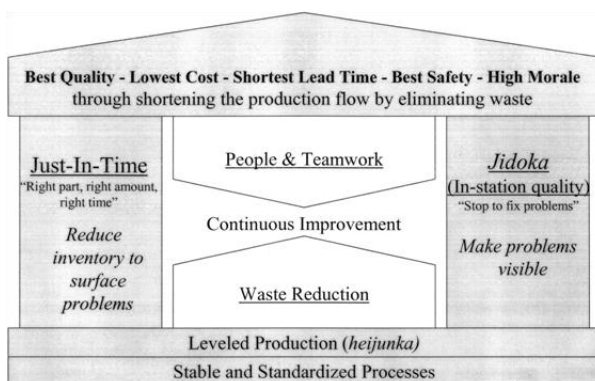 Best Quality - Lowest Cost - Shortest Lead Time - Best Safety - High Morale
through shortening the production flow by eliminating waste
Just-In-Time
“Right part, right amount,
right time”
Reduce
inventory to
surface
problems
People & Teamwork
Continuous Improvement
Waste Reduction
Jidoka
(In-station quality)
“Stop to fix problems”
Make problems
visible
Leveled Production (heijunka)
Stable and Standardized Processes